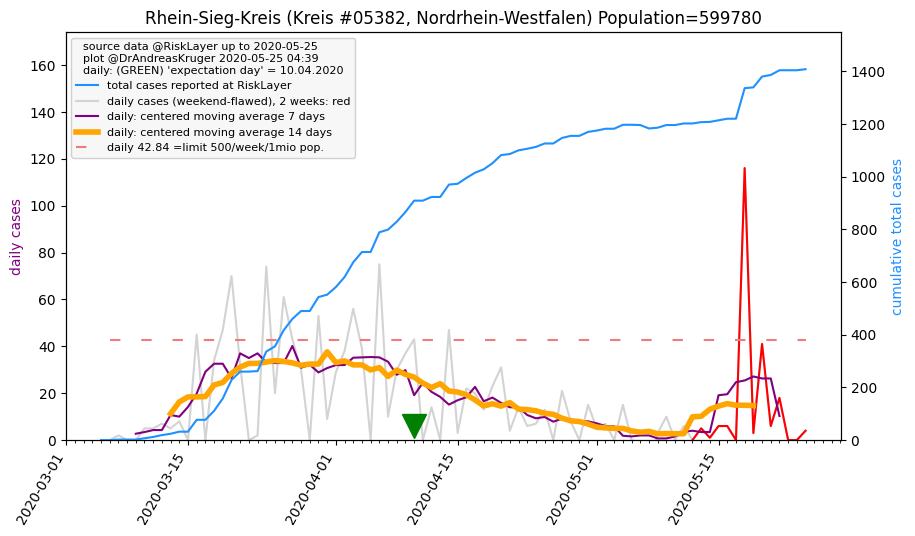 Rhein-Sieg-Kreis (Kreis #05382, Nordrhein-Westfalen) Population=599780
source data @RiskLayer up to 2020-05-25
plot @DrAndreasKruger 2020-05-25 04:39
daily: (GREEN) 'expectation day' = 10.04.2020
total cases reported at RiskLayer
daily cases (weekend-flawed), 2 weeks: red
daily: centered moving average 7 days
daily: centered moving average 14 days
daily 42.84 =limit 500/week/1mio pop.
daily cases
160
140
120
100
80
60
40
20
0
cumulative total cases
1400
1200
1000
800
600
400
200
0
2020-03-01
2020-03-15
2020-04-01
2020-04-15
2020-05-01
2020-05-15